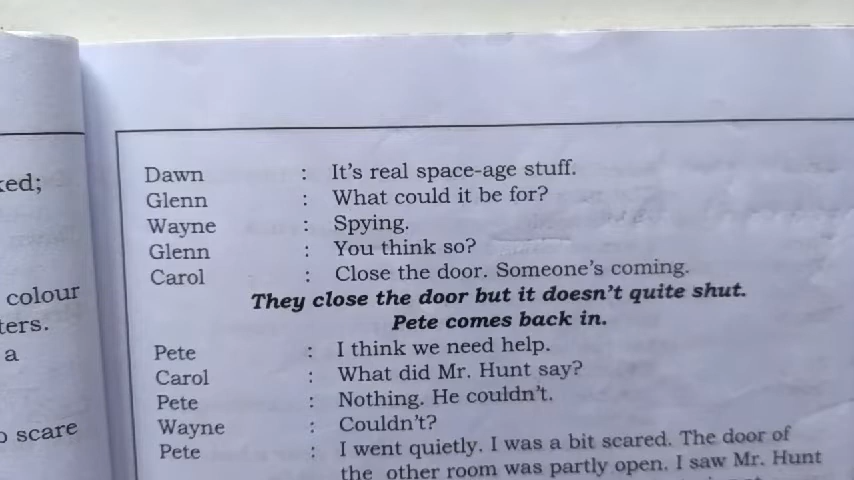 ked;
colour
ters.
a
o scare
Dawn : It's real space-age stuff.
Glenn : What could it be for?
Wayne : Spying.
Glenn : You think so?
Carol : Close the door. Someone's coming.
They close the door but it doesn't quite shut.
Pete comes back in.
Pete : I think we need help.
Carol : What did Mr. Hunt say?
Pete : Nothing. He couldn't.
Wayne : Couldn't?
Pete : I went quietly. I was a bit scared. The door of
the other room was partly open. I saw Mr. Hunt